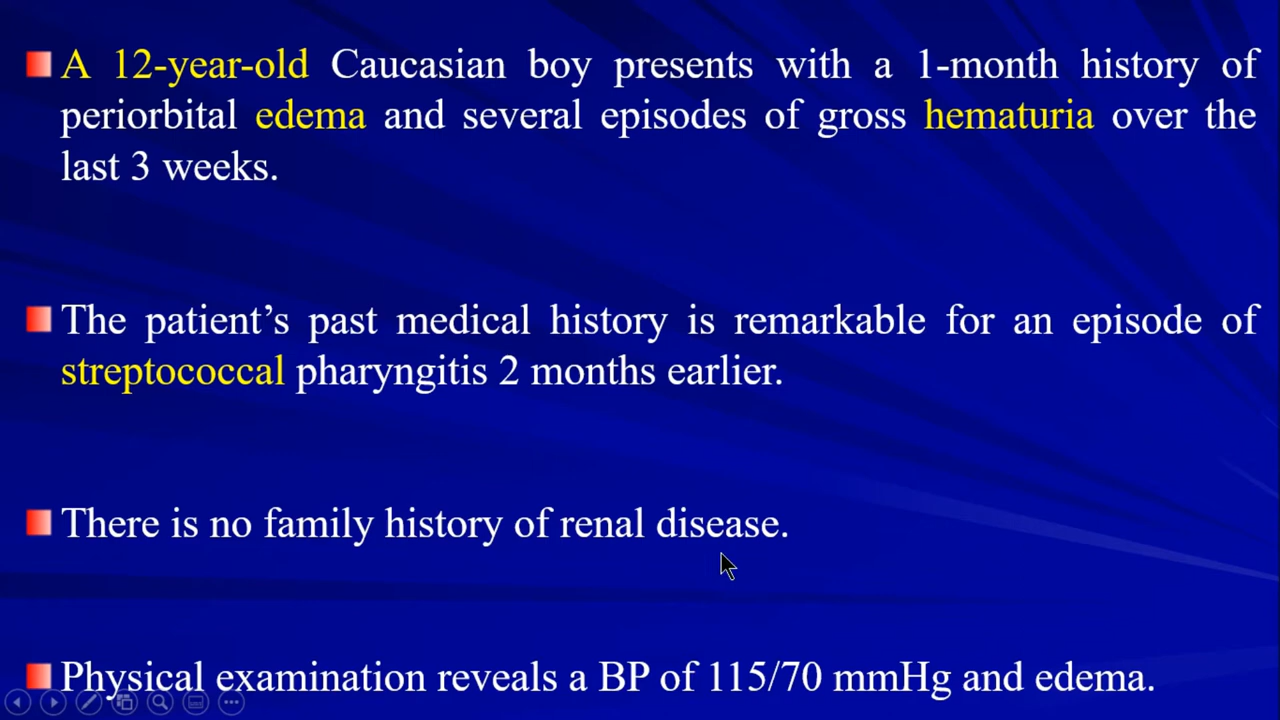 A 12-year-old Caucasian boy presents with a 1-month history of
periorbital edema and several episodes of gross hematuria over the
last 3 weeks.
The patient’s past medical history is remarkable for an episode of
streptococcal pharyngitis 2 months earlier.
There is no family history of renal disease.
Physical examination reveals a BP of 115/70 mmHg and edema.